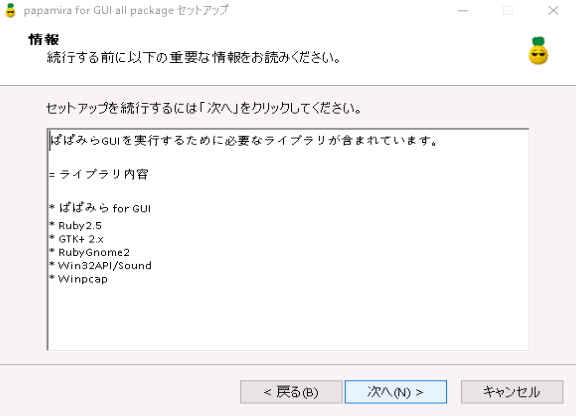 papamira for GUI all package セットアップ
情報
続行する前に以下の重要な情報をお読みください。
セットアップを続行するには「次へ」をクリックしてください。
ぱぱみらGUIを実行するために必要なライブラリが含まれています。
= ライブラリ内容
* ぱぱみら for GUI
* Ruby2.5
* GTK+ 2.x
* RubyGnome2
* Win32API/Sound
* Winpcap
< 戻る(B)
次へ(N) >
キャンセル